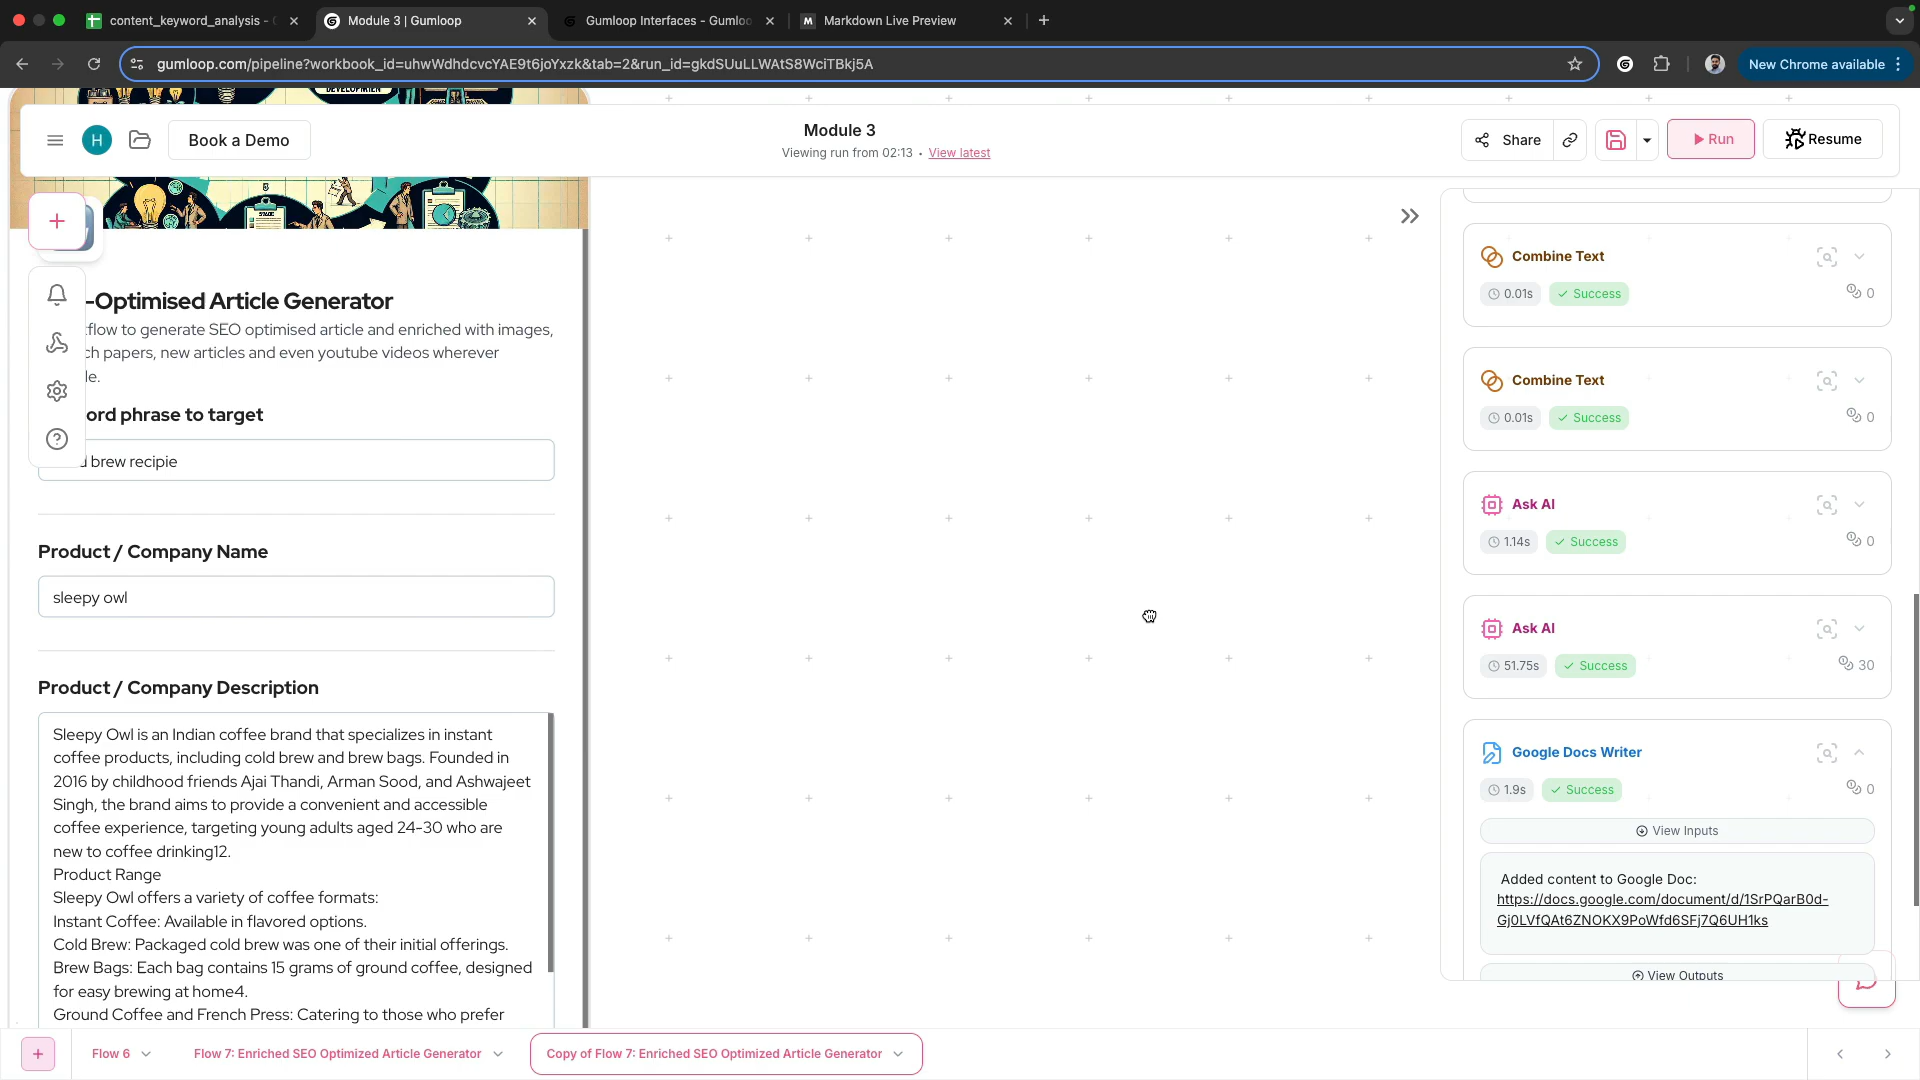 content_keyword_analysis -
Module 3 | Gumloop
Gumloop Interfaces - Gumloo
Markdown Live Preview
gumloop.com/pipeline?workbook_id=uhwWdhdcvcYAE9t6joYxzk&tab=2&run_id=gkdSUuLLWAtS8WciTBkj5A
New Chrome available
H
Book a Demo
Module 3
Viewing run from 02:13 • View latest
Share
Run
Resume
-Optimised Article Generator
flow to generate SEO optimised article and enriched with images,
ch papers, new articles and even youtube videos wherever
le.
ord phrase to target
brew recipie
Product / Company Name
sleepy owl
Product / Company Description
Sleepy Owl is an Indian coffee brand that specializes in instant
coffee products, including cold brew and brew bags. Founded in
2016 by childhood friends Ajai Thandi, Arman Sood, and Ashwajeet
Singh, the brand aims to provide a convenient and accessible
coffee experience, targeting young adults aged 24-30 who are
new to coffee drinking12.
Product Range
Sleepy Owl offers a variety of coffee formats:
Instant Coffee: Available in flavored options.
Cold Brew: Packaged cold brew was one of their initial offerings.
Brew Bags: Each bag contains 15 grams of ground coffee, designed
for easy brewing at home4.
Ground Coffee and French Press: Catering to those who prefer
Combine Text
0.01s Success 0
Combine Text
0.01s Success 0
Ask AI
1.14s Success 0
Ask AI
51.75s Success 30
Google Docs Writer
1.9s Success 0
View Inputs
Added content to Google Doc:
https://docs.google.com/document/d/1SrPQarB0d-
Gj0LVfQAt6ZNOKX9PoWfd6SFj7Q6UH1ks
View Outputs
Flow 6
Flow 7: Enriched SEO Optimized Article Generator
Copy of Flow 7: Enriched SEO Optimized Article Generator